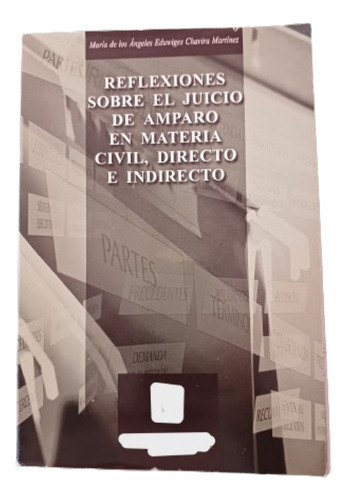 María de los Ángeles Eduwiges Chavira Martínez
REFLEXIONES
SOBRE EL JUICIO
DE AMPARO
EN MATERIA
CIVIL, DIRECTO
E INDIRECTO
PARTES
PARTES
PRECEDENTES
DEMANDA